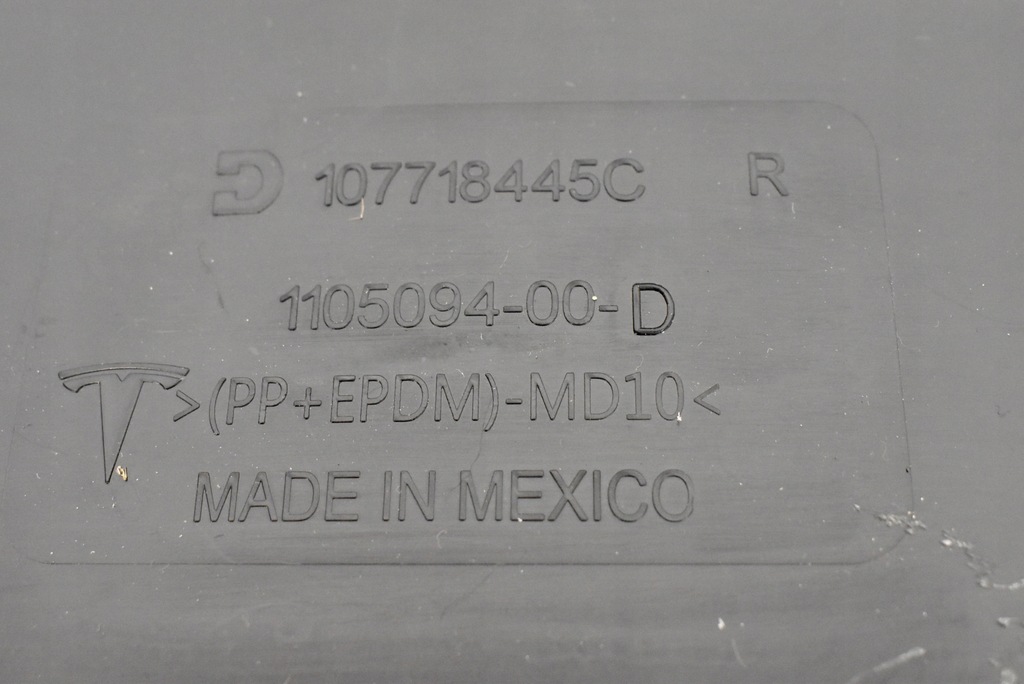 107718445C R
1105094-00-D
>(PP+EPDM)-MD10<
MADE IN MEXICO